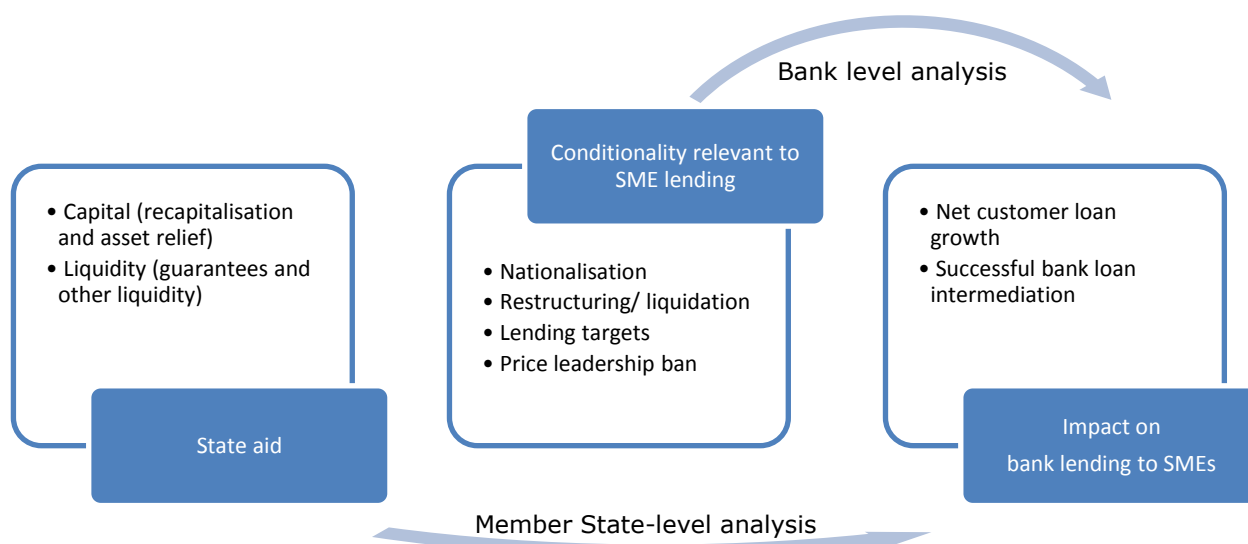 Bank level analysis
• Capital (recapitalisation
and asset relief)
• Liquidity (guarantees and
other liquidity)
State aid
Conditionality relevant to
SME lending
• Nationalisation
• Restructuring/ liquidation
• Lending targets
• Price leadership ban
• Net customer loan
growth
• Successful bank loan
intermediation
Impact on
bank lending to SMEs
Member State-level analysis